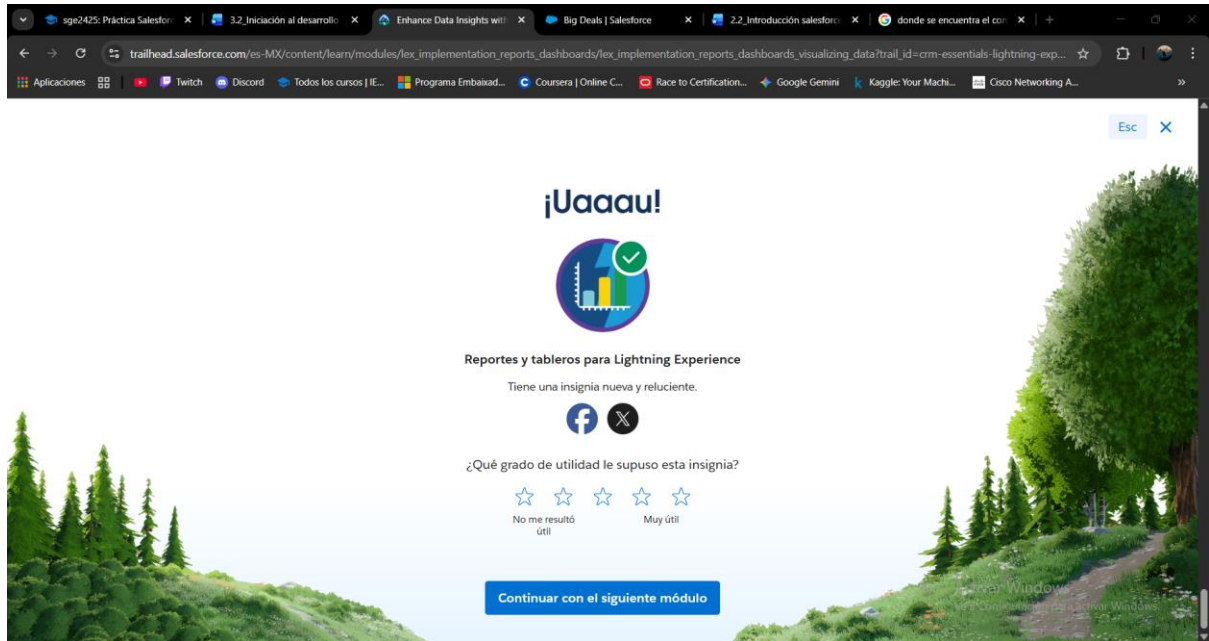 sge2425: Práctica Salesforc
3.2_Iniciación al desarrollo
Enhance Data Insights with
Big Deals | Salesforce
2.2_Introducción salesforce
donde se encuentra el con
trailhead.salesforce.com/es-MX/content/learn/modules/lex_implementation_reports_dashboards/lex_implementation_reports_dashboards_visualizing_data?trail_id=crm-essentials-lightning-exp...
Aplicaciones
Twitch
Discord
Todos los cursos | IE...
Programa Embaixad...
Coursera | Online C...
Race to Certification...
Google Gemini
Kaggle: Your Machi...
Cisco Networking A...
Esc
¡Uaaau!
Reportes y tableros para Lightning Experience
Tiene una insignia nueva y reluciente.
¿Qué grado de utilidad le supuso esta insignia?
No me resultó
útil
Muy útil
Continuar con el siguiente módulo
Windows
activar Windows.